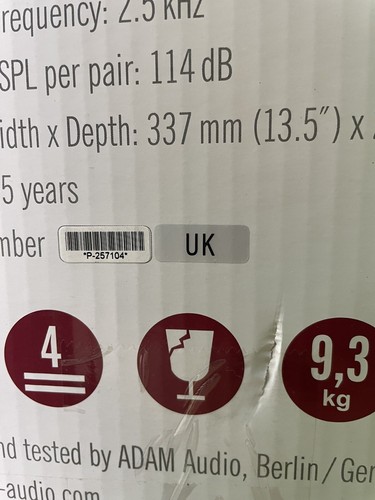 requency: 2.5 kHz
SPL per pair: 114 dB
idth x Depth: 337 mm (13.5″) x
5 years
mber *P-257104* UK
4 9,3
kg
nd tested by ADAM Audio, Berlin/Ger
-audio.com